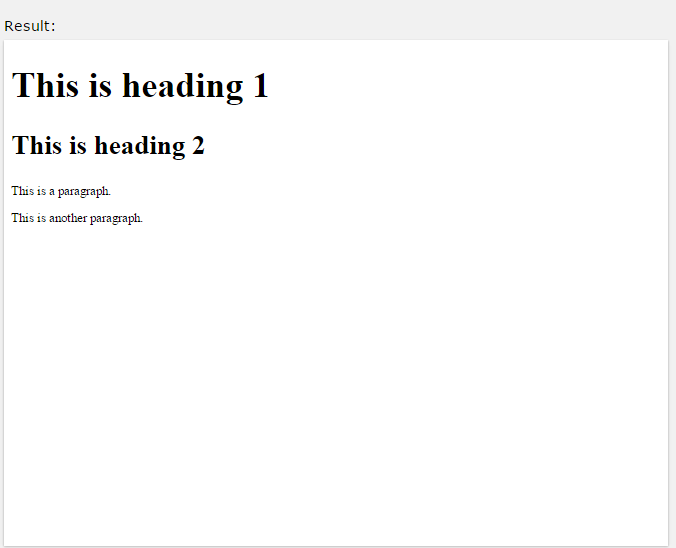 Result:
This is heading 1
This is heading 2
This is a paragraph.
This is another paragraph.